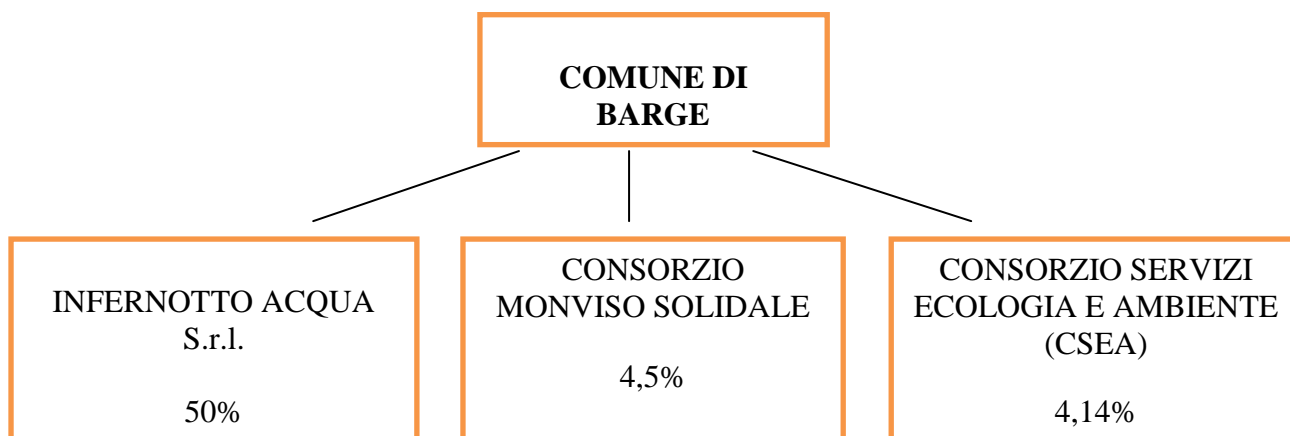 COMUNE DI
BARGE
INFERNOTTO ACQUA
S.r.l.
50%
CONSORZIO
MONVISO SOLIDALE
4,5%
CONSORZIO SERVIZI
ECOLOGIA E AMBIENTE
(CSEA)
4,14%